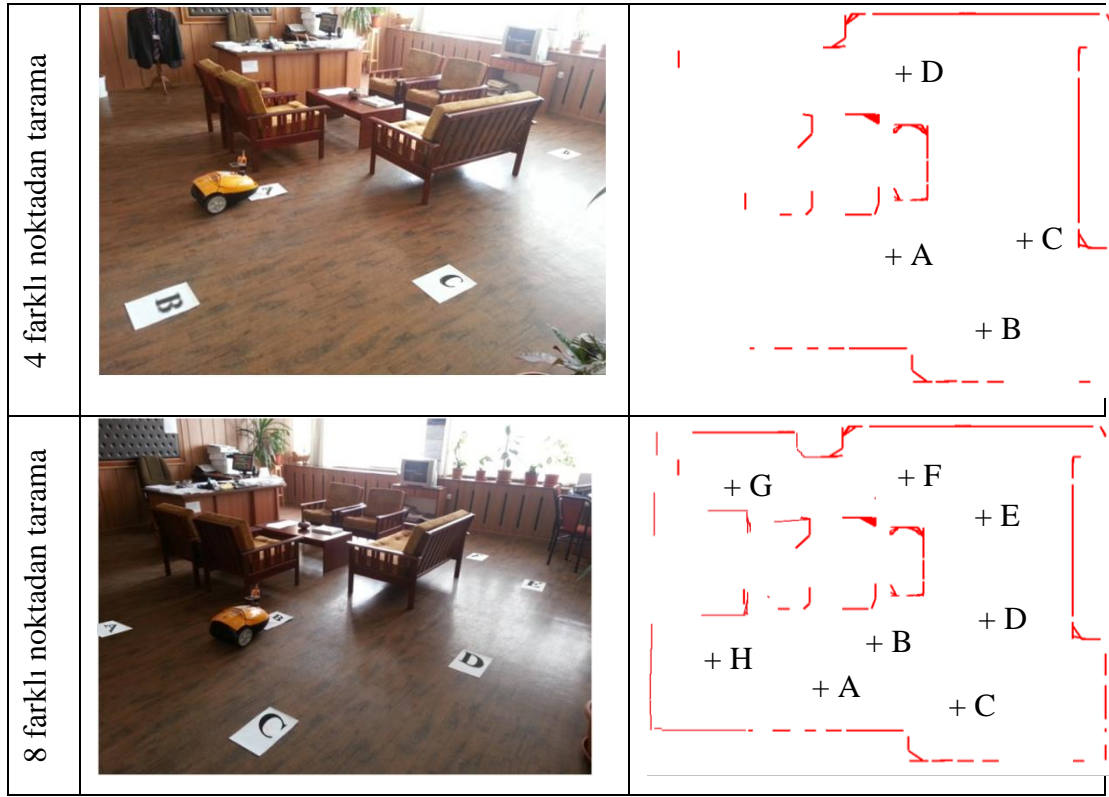 4 farklı noktadan tarama
A
C
B
+ D
+ C
+ A
+ B
8 farklı noktadan tarama
E
A
B
D
C
+ F
+ G
+ E
+ D
+ B
+ H
+ A
+ C